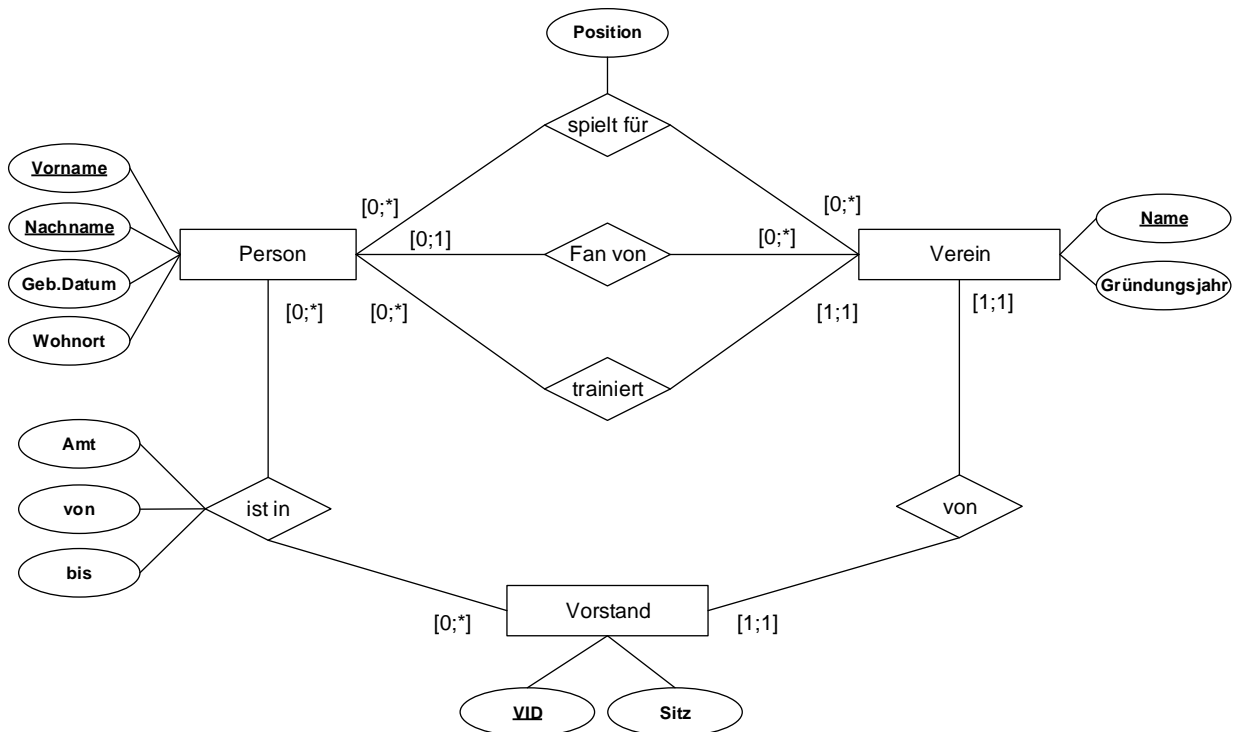 Position
spielt für
Vorname
[0;*]
[0;*]
Nachname
Name
[0;1]
[0;*]
Person
Fan von
Verein
Geb.Datum
Gründungsjahr
[0;*]
[0;*]
[1;1]
[1;1]
Wohnort
trainiert
Amt
von
ist in
von
bis
Vorstand
[0;*]
[1;1]
VID
Sitz